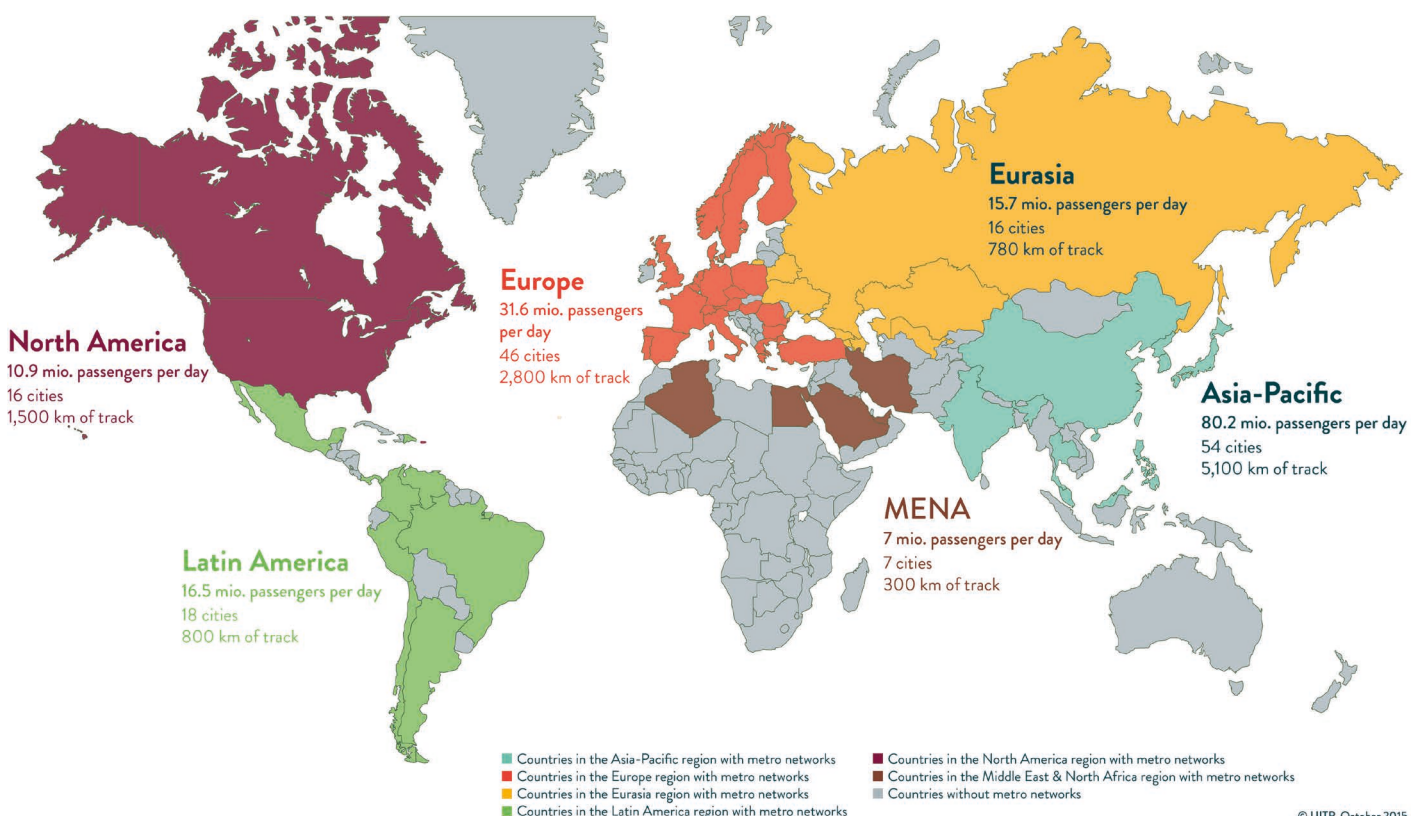 Eurasia
15.7 mio. passengers per day
16 cities
780 km of track
Europe
31.6 mio. passengers
per day
46 cities
2,800 km of track
North America
10.9 mio. passengers per day
16 cities
1,500 km of track
Asia-Pacific
80.2 mio. passengers per day
54 cities
5,100 km of track
MENA
7 mio. passengers per day
7 cities
300 km of track
Latin America
16.5 mio. passengers per day
18 cities
800 km of track
Countries in the Asia-Pacific region with metro networks
Countries in the Europe region with metro networks
Countries in the Eurasia region with metro networks
Countries in the Latin America region with metro networks
Countries in the North America region with metro networks
Countries in the Middle East & North Africa region with metro networks
Countries without metro networks
© UITP, October 2015